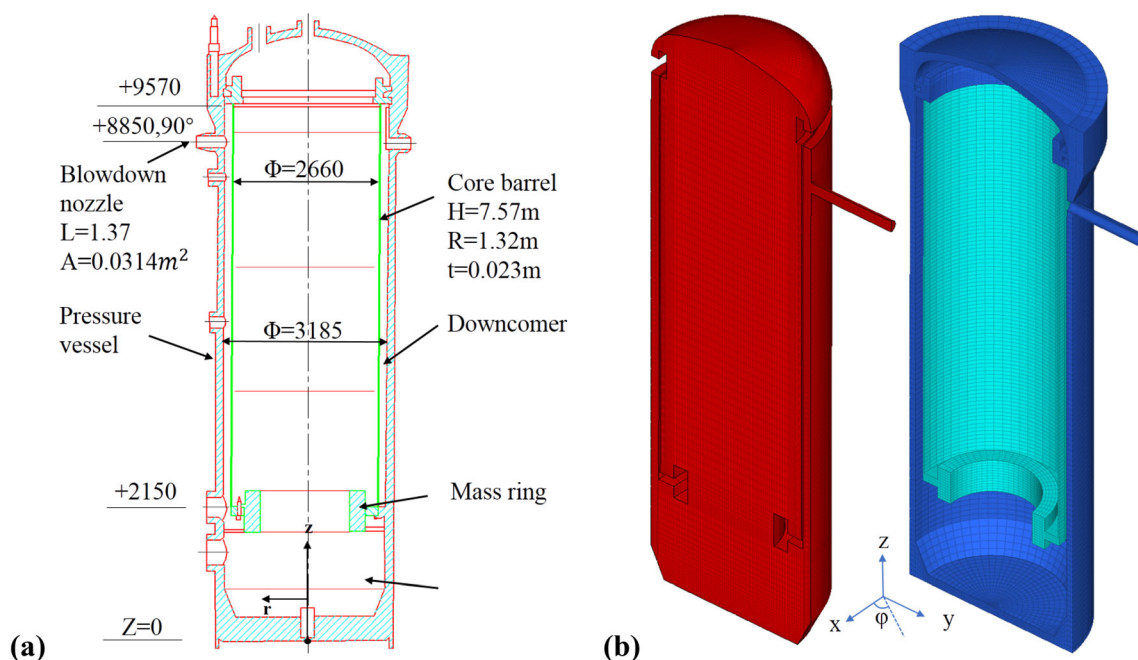 +9570
+8850,90°
Blowdown
nozzle
L=1.37
A=0.0314m²
Φ=2660
Core barrel
H=7.57m
R=1.32m
t=0.023m
Pressure
vessel
Φ=3185
Downcomer
+2150
Mass ring
z
r
Z=0
(a)
z
x
φ
y
(b)